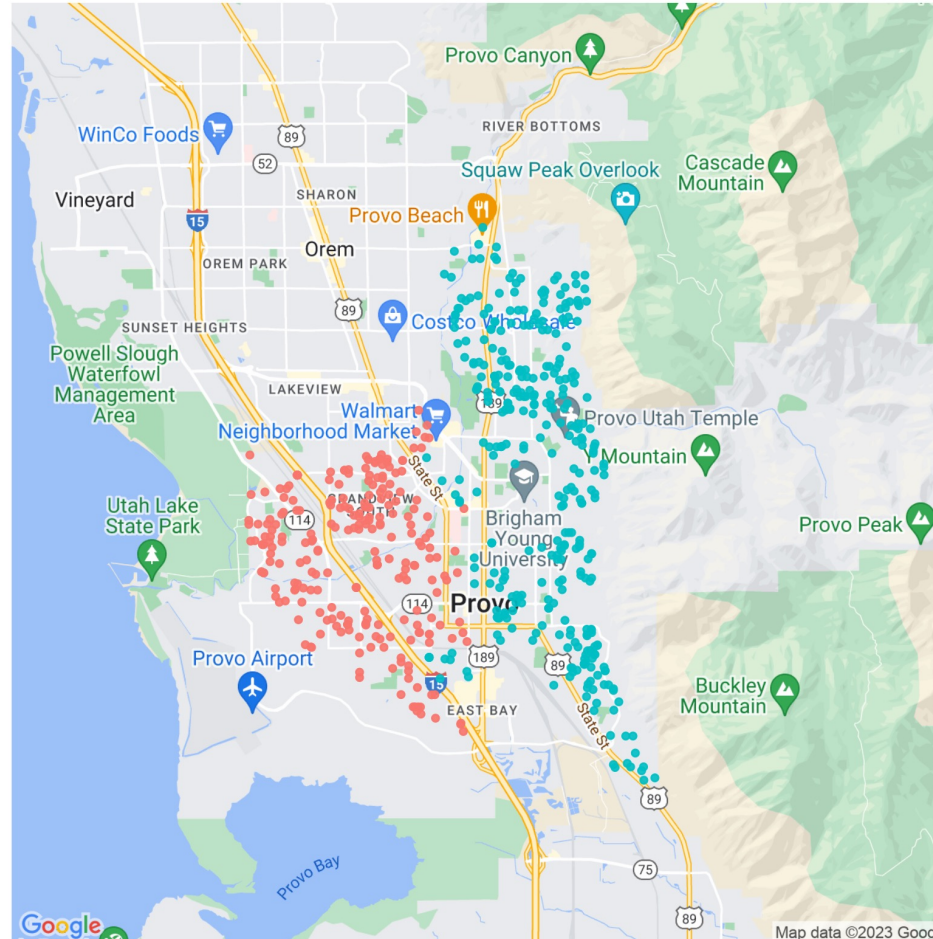 Provo Canyon
RIVER BOTTOMS
WinCo Foods
89
52
Squaw Peak Overlook
Cascade
Mountain
Vineyard
SHARON
Provo Beach
15
Orem
OREM PARK
89
SUNSET HEIGHTS
Costco Wholesale
Powell Slough
Waterfowl
Management
Area
LAKEVIEW
189
Walmart
Neighborhood Market
Provo Utah Temple
Y Mountain
State St
GRANDVIEW
SOUTH
Utah Lake
State Park
114
Brigham
Young
University
Provo Peak
114
Provo
Provo Airport
189
89
15
Buckley
Mountain
EAST BAY
State St
89
Provo Bay
75
89
Google
Map data ©2023 Goog